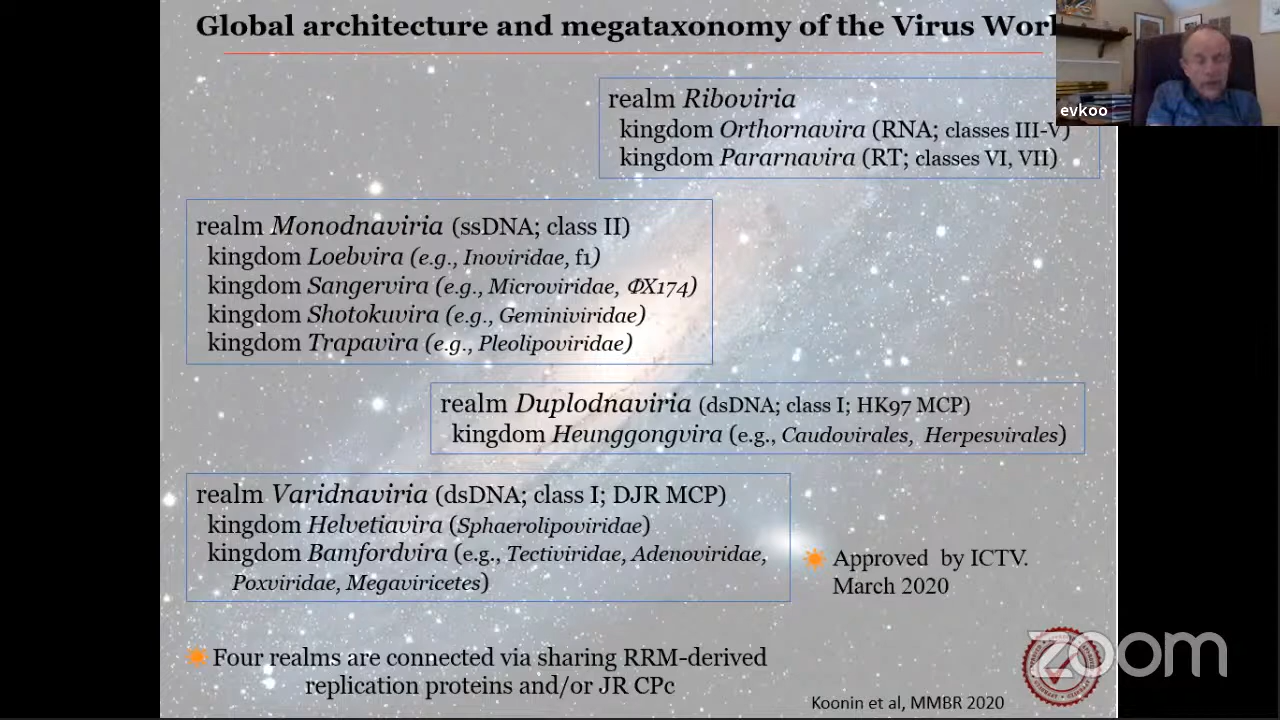 Global architecture and megataxonomy of the Virus Worl
evkoo
realm Riboviria
kingdom Orthornavira (RNA; classes III-V)
kingdom Pararnavira (RT; classes VI, VII)
realm Monodnaviria (ssDNA; class II)
kingdom Loebvira (e.g., Inoviridae, f1)
kingdom Sangervira (e.g., Microviridae, ΦX174)
kingdom Shotokuvira (e.g., Geminiviridae)
kingdom Trapavira (e.g., Pleolipoviridae)
realm Duplodnaviria (dsDNA; class I; HK97 MCP)
kingdom Heunggongvira (e.g., Caudovirales, Herpesvirales)
realm Varidnaviria (dsDNA; class I; DJR MCP)
kingdom Helvetiavira (Sphaerolipoviridae)
kingdom Bamfordvira (e.g., Tectiviridae, Adenoviridae,
Poxviridae, Megaviricetes)
Approved by ICTV.
March 2020
Four realms are connected via sharing RRM-derived
replication proteins and/or JR CPc
Koonin et al, MMBR 2020
zoom